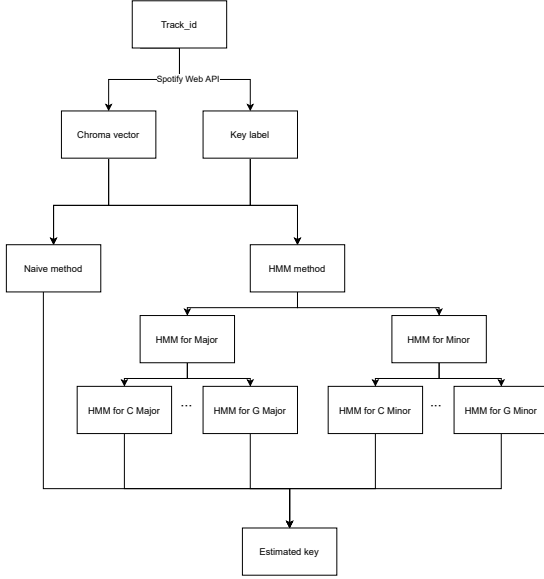 Track_id
Spotify Web API
Chroma vector
Key label
Naive method
HMM method
HMM for Major
HMM for Minor
HMM for C Major
...
HMM for G Major
HMM for C Minor
...
HMM for G Minor
Estimated key